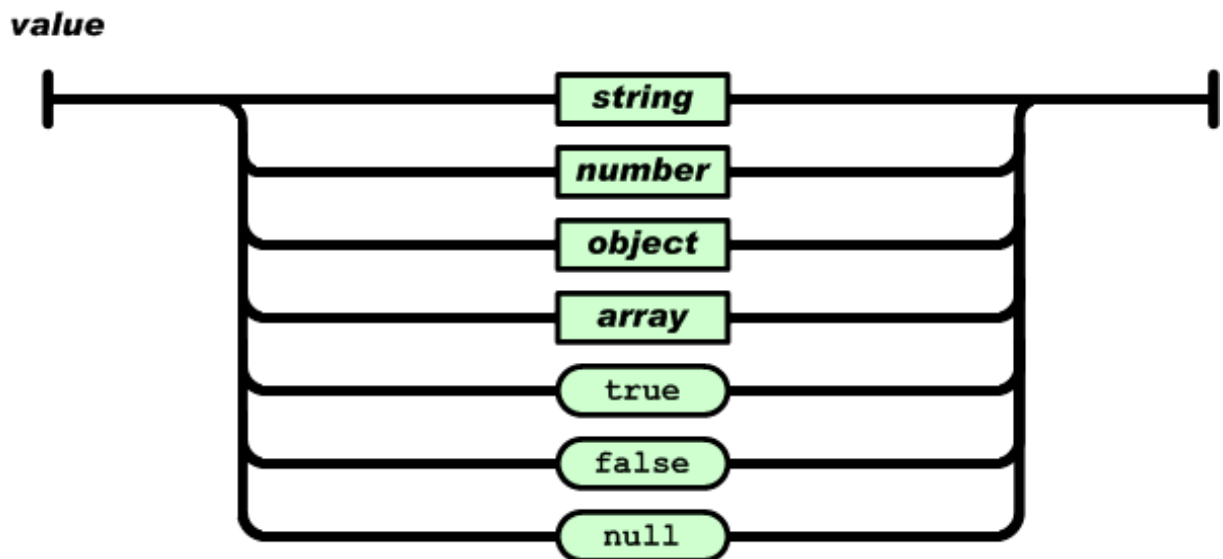 value
string
number
object
array
true
false
null